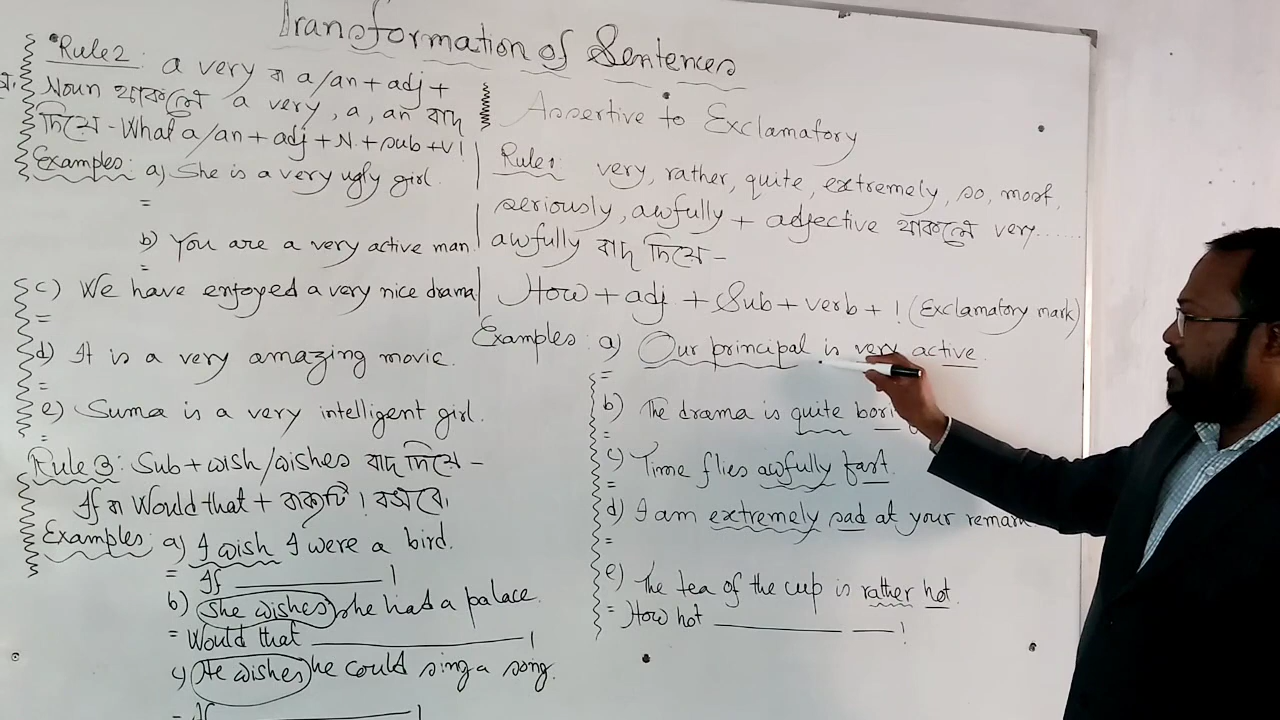 Transformation of Sentences
Rule 2: a very বা a/an + adj +
Noun থাকলে a very, a, an বাদ
দিয়ে - What a/an + adj + N. + sub + v!
Examples: a) She is a very ugly girl.
=
b) You are a very active man.
=
c) We have enjoyed a very nice drama
=
d) It is a very amazing movie.
=
e) Suma is a very intelligent girl.
=
Rule 3: Sub + wish/wishes বাদ দিয়ে -
If বা Would that + বাক্যটি !
Examples: a) I wish I were a bird.
= If !
b) She wishes she had a palace.
= Would that !
c) He wishes he could sing a song.
= If !
Assertive to Exclamatory
Rule 1: very, rather, quite, extremely, so, most,
seriously, awfully + adjective থাকলে very......
awfully বাদ দিয়ে -
How + adj + Sub + verb + ! (Exclamatory mark)
Examples: a) Our principal is very active.
=
b) The drama is quite
=
c) Time flies awfully fast.
=
d) I am extremely sad at your
=
e) The tea of the cup is rather hot.
= How hot !